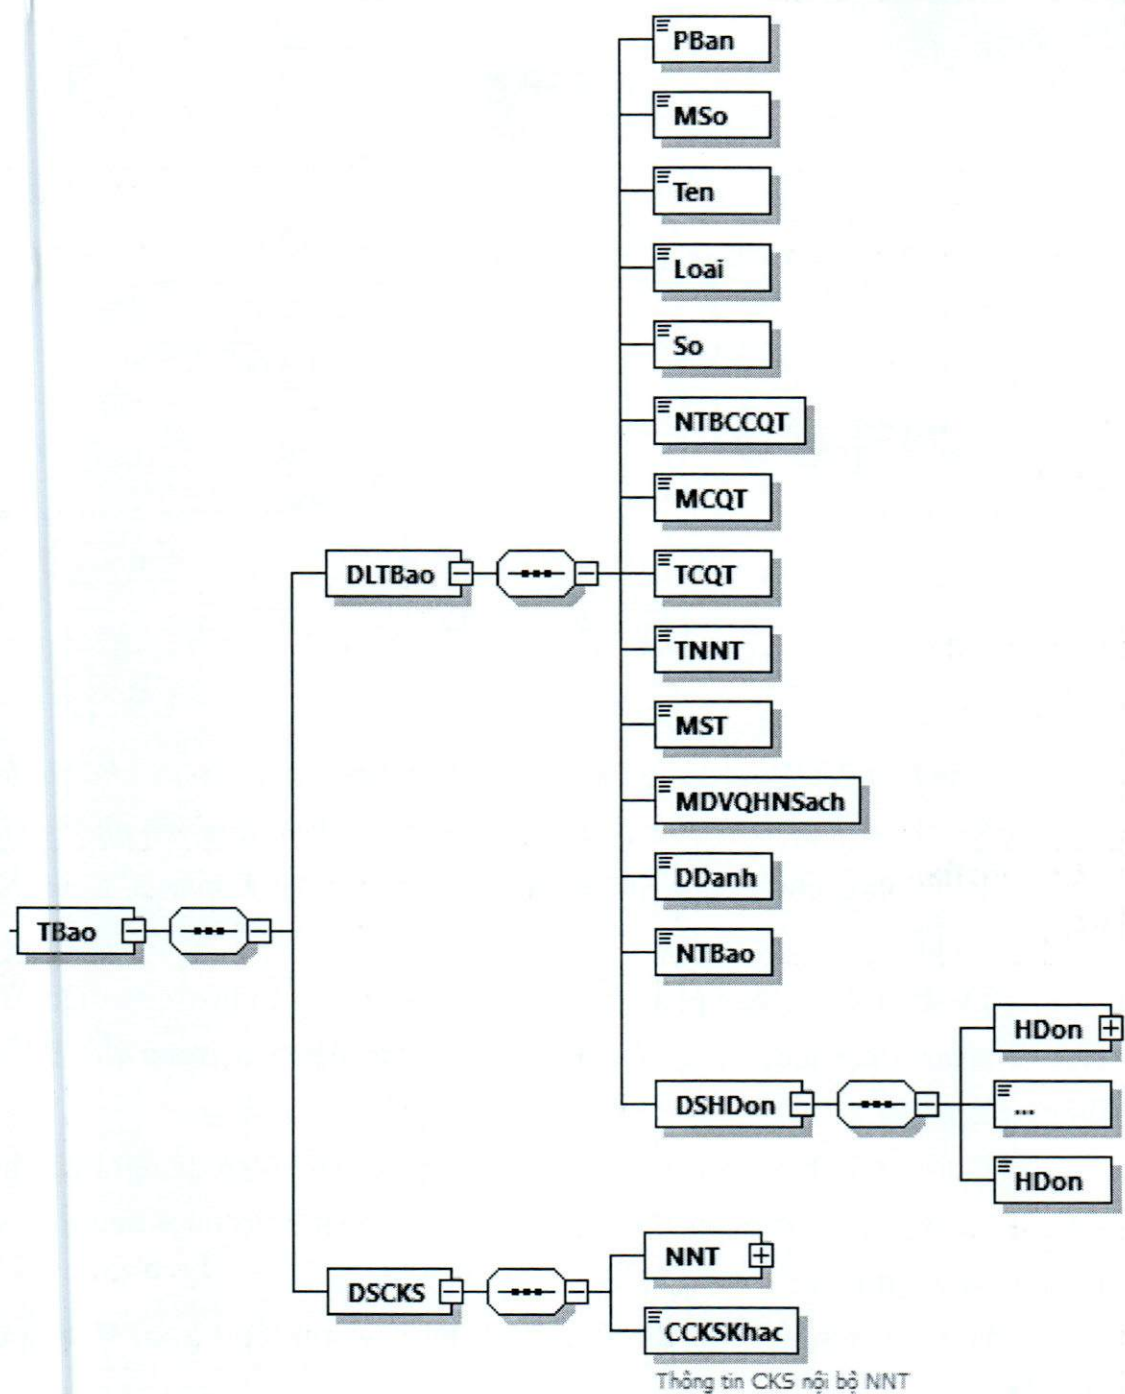 PBan
MSo
Ten
Loai
So
NTBCCQT
MCQT
DLTBao
TCQT
TNNT
MST
MDVQHNSach
DDanh
TBao
NTBao
HDon
DSHDon
...
HDon
NNT
DSCKS
CCKSKhac
Thông tin CKS nội bộ NNT